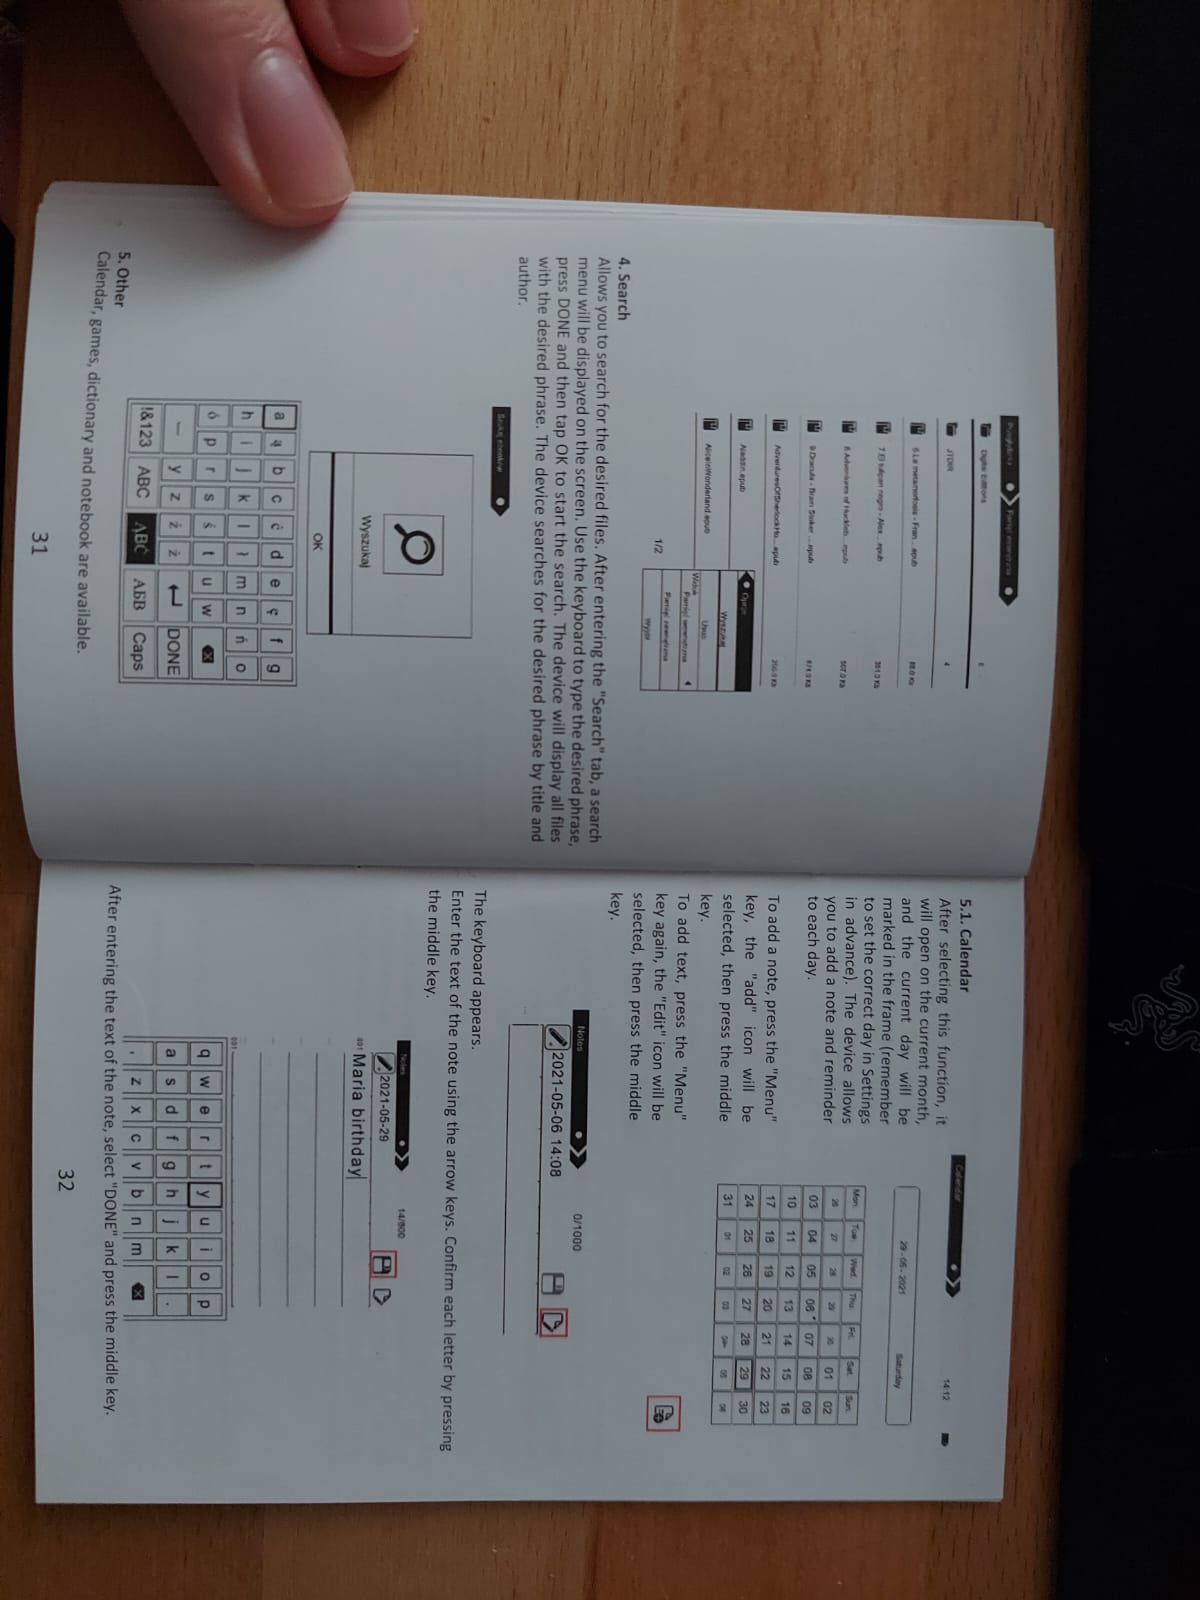 Digital buttons
JTDIR 4
6 La metamorfosis - Fran ... .epub 88.0 Kb
7 El tulipan negro - Alex... .epub 351.0 Kb
8 Adventures of Huckleb... .epub 507.0 Kb
9 Dracula - Bram Stoker ... .epub
AdventuresOfSherlockHo... .epub
Aladdin.epub
AliceInWonderland.epub
Opcje
Wyszukaj
Usuń
Widok
Pamięć wewnętrzna
Pamięć zewnętrzna
Wyjdź
1/2
4. Search
Allows you to search for the desired files. After entering the "Search" tab, a search
menu will be displayed on the screen. Use the keyboard to type the desired phrase,
press DONE and then tap OK to start the search. The device will display all files
with the desired phrase. The device searches for the desired phrase by title and
author.
Wyszukaj
OK
a ą b c ć d e ę f g
h i j k l ł m n ń o
ó p r s ś t u w
— y z ź ż DONE
!&123 ABC ĄBĆ АБВ Caps
5. Other
Calendar, games, dictionary and notebook are available.
31
5.1. Calendar
After selecting this function, it
will open on the current month,
and the current day will be
marked in the frame (remember
to set the correct day in Settings
in advance). The device allows
you to add a note and reminder
to each day.
Calendar 14:12
29 - 05 - 2021 Saturday
Mon. Tue. Wed. Thu. Fri. Sat. Sun.
26 27 28 29 30 01 02
03 04 05 06 * 07 08 09
10 11 12 13 14 15 16
17 18 19 20 21 22 23
24 25 26 27 28 29 30
31 01 02 03 04 05 06
To add a note, press the "Menu"
key, the "add" icon will be
selected, then press the middle
key.
To add text, press the "Menu"
key again, the "Edit" icon will be
selected, then press the middle
key.
Notes 0/1000
2021-05-06 14:08
The keyboard appears.
Enter the text of the note using the arrow keys. Confirm each letter by pressing
the middle key.
Notes 14/800
2021-05-29
001 Maria birthday
q w e r t y u i o p
a s d f g h j k l .
, z x c v b n m
After entering the text of the note, select "DONE" and press the middle key.
32